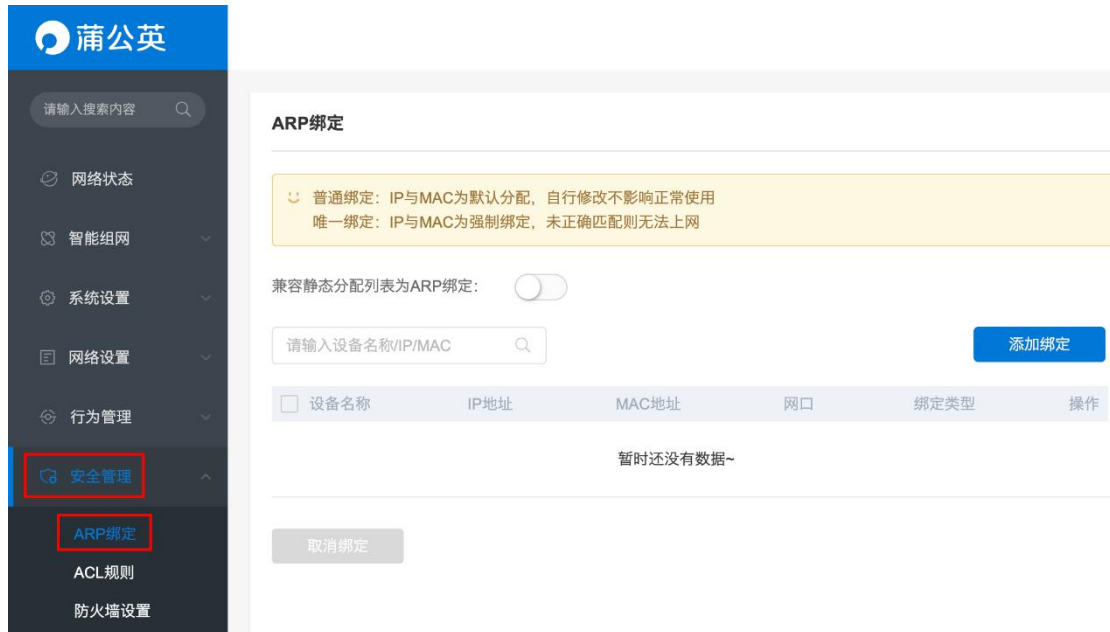 蒲公英
请输入搜索内容
网络状态
智能组网
系统设置
网络设置
行为管理
安全管理
ARP绑定
ACL规则
防火墙设置
ARP绑定
普通绑定：IP与MAC为默认分配，自行修改不影响正常使用
唯一绑定：IP与MAC为强制绑定，未正确匹配则无法上网
兼容静态分配列表为ARP绑定：
请输入设备名称/IP/MAC
添加绑定
设备名称 IP地址 MAC地址 网口 绑定类型 操作
暂时还没有数据~
取消绑定